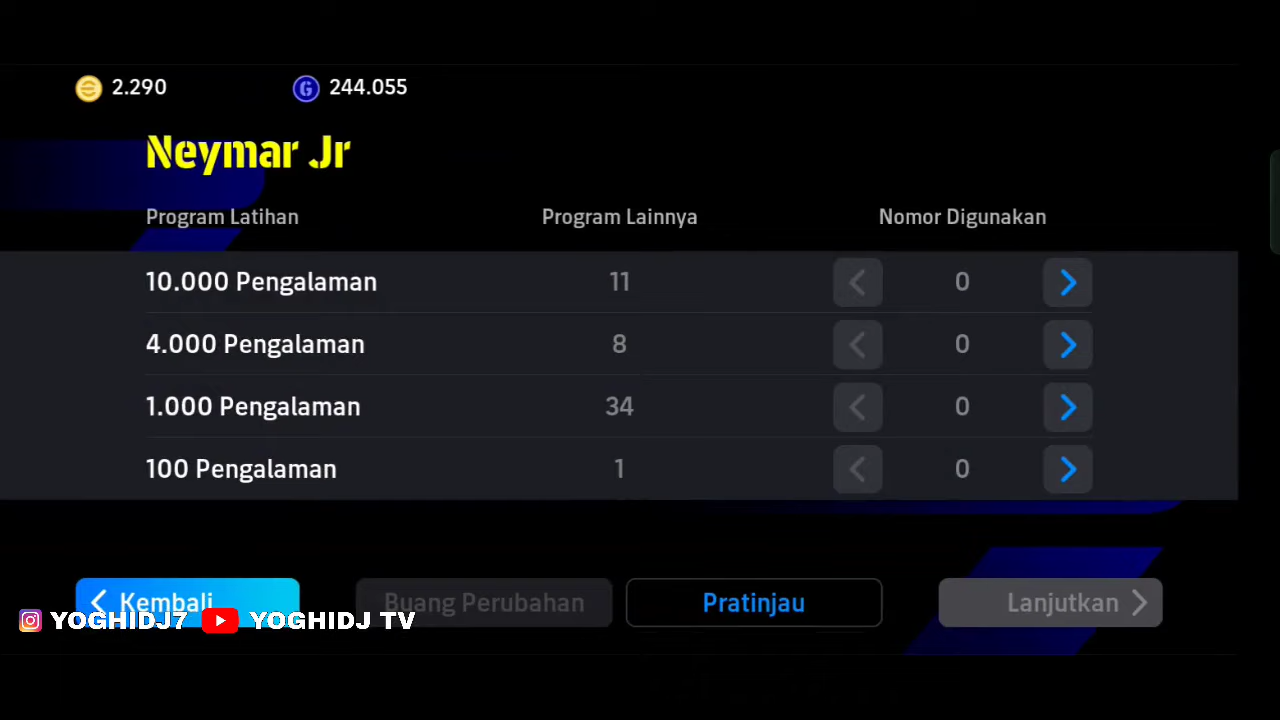 2.290 244.055
Neymar Jr
Program Latihan Program Lainnya Nomor Digunakan
10.000 Pengalaman 11 0
4.000 Pengalaman 8 0
1.000 Pengalaman 34 0
100 Pengalaman 1 0
Kembali Buang Perubahan Pratinjau Lanjutkan
YOGHIDJ7 YOGHIDJ TV